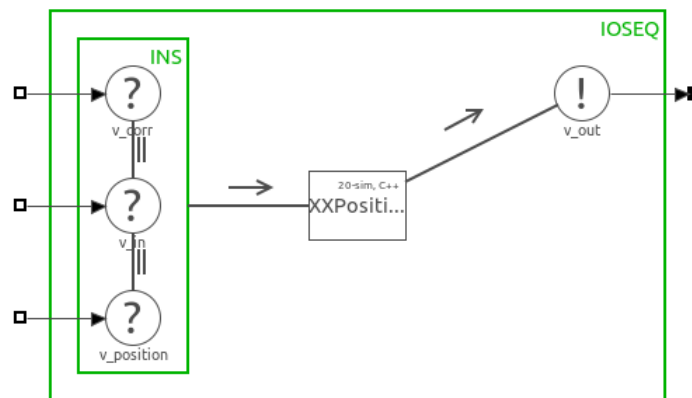 IOSEQ
INS
?
v_corr
?
v_in
?
v_position
20-sim, C++
XXPositi...
!
v_out